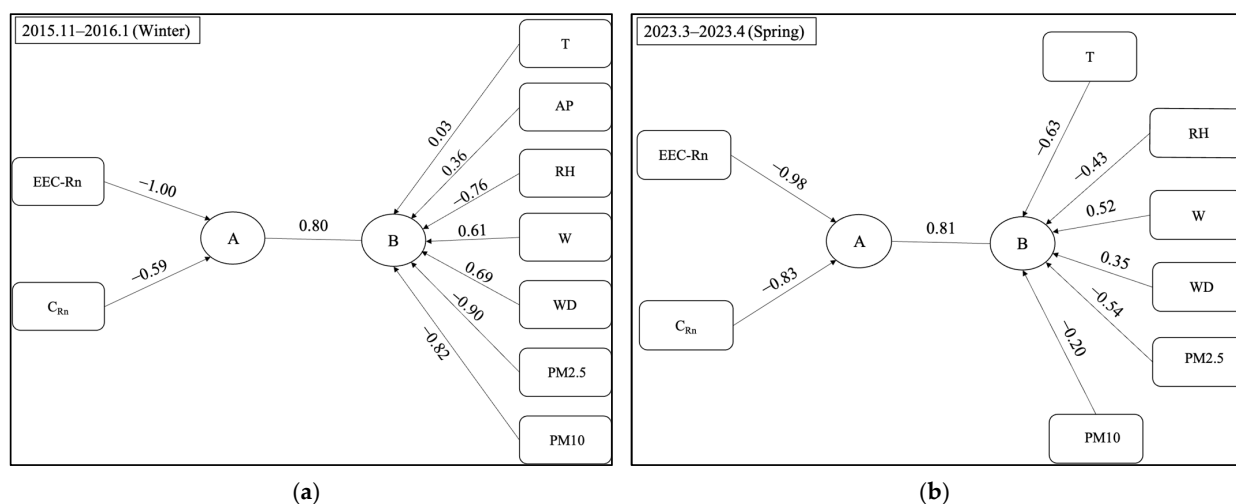 2015.11–2016.1 (Winter)
T
AP
RH
W
WD
PM2.5
PM10
EEC-Rn
C_Rn
A
B
−1.00
−0.59
0.80
0.03
0.36
−0.76
0.61
0.69
−0.90
−0.82
(a)
2023.3–2023.4 (Spring)
T
RH
W
WD
PM2.5
PM10
EEC-Rn
C_Rn
A
B
−0.98
−0.83
0.81
−0.63
−0.43
0.52
0.35
−0.54
−0.20
(b)